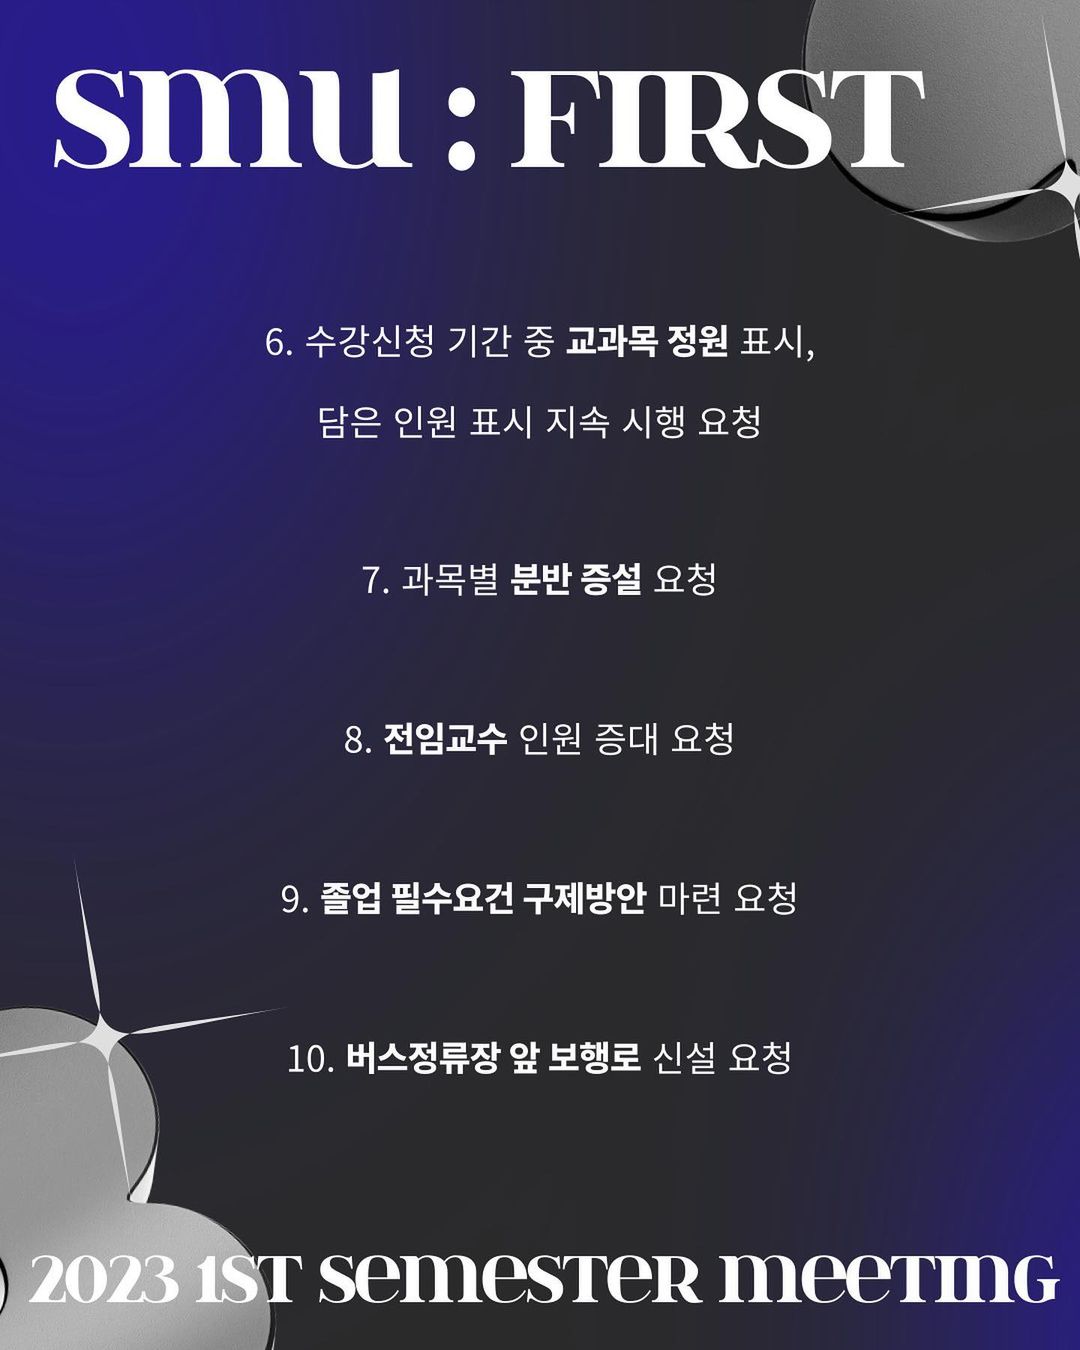 smu : FIRST
6. 수강신청 기간 중 교과목 정원 표시,
담은 인원 표시 지속 시행 요청
7. 과목별 분반 증설 요청
8. 전임교수 인원 증대 요청
9. 졸업 필수요건 구제방안 마련 요청
10. 버스정류장 앞 보행로 신설 요청
2023 1ST SemeSTeR meeTInG